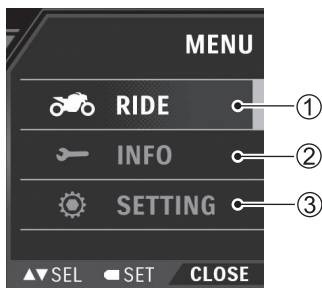 MENU
RIDE ①
INFO ②
SETTING ③
▲▼SEL SET CLOSE